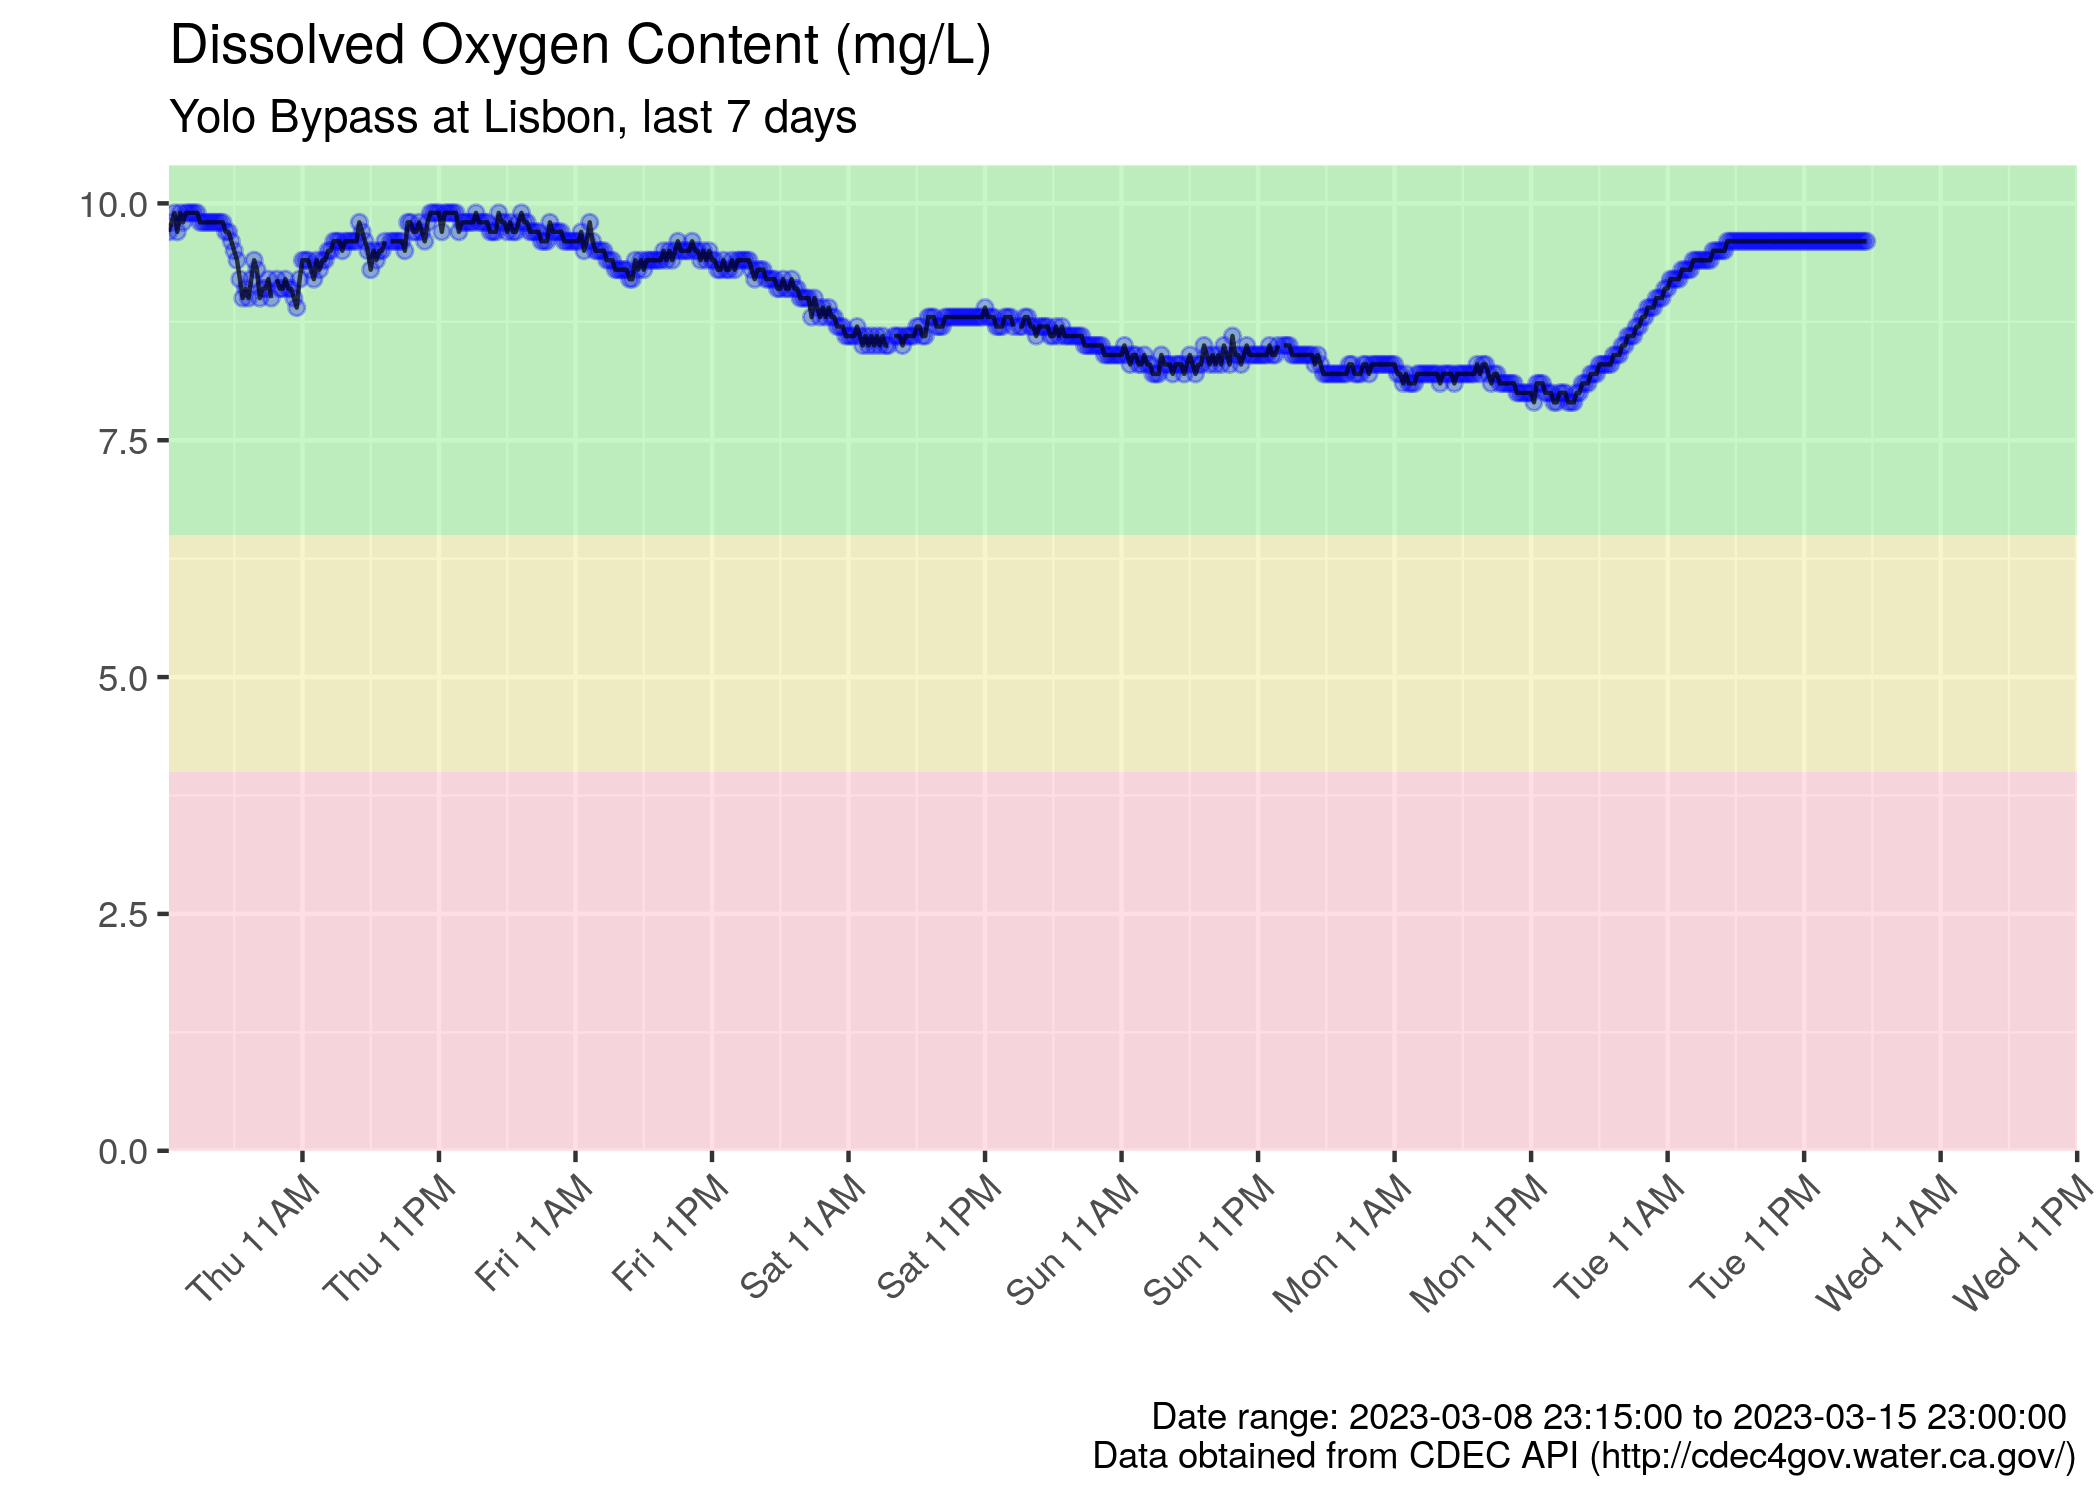 Dissolved Oxygen Content (mg/L)
Yolo Bypass at Lisbon, last 7 days
10.0
7.5
5.0
2.5
0.0
Thu 11AM
Thu 11PM
Fri 11AM
Fri 11PM
Sat 11AM
Sat 11PM
Sun 11AM
Sun 11PM
Mon 11AM
Mon 11PM
Tue 11AM
Tue 11PM
Wed 11AM
Wed 11PM
Date range: 2023-03-08 23:15:00 to 2023-03-15 23:00:00
Data obtained from CDEC API (http://cdec4gov.water.ca.gov/)